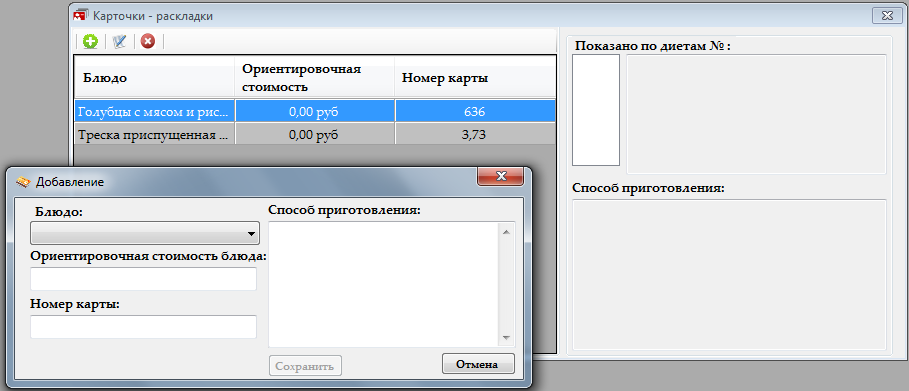 Карточки - раскладки
Блюдо
Ориентировочная
стоимость
Номер карты
Голубцы с мясом и рис...
0,00 руб
636
Треска приспущенная ...
0,00 руб
3,73
Показано по диетам № :
Способ приготовления:
Добавление
Блюдо:
Ориентировочная стоимость блюда:
Номер карты:
Способ приготовления:
Сохранить
Отмена